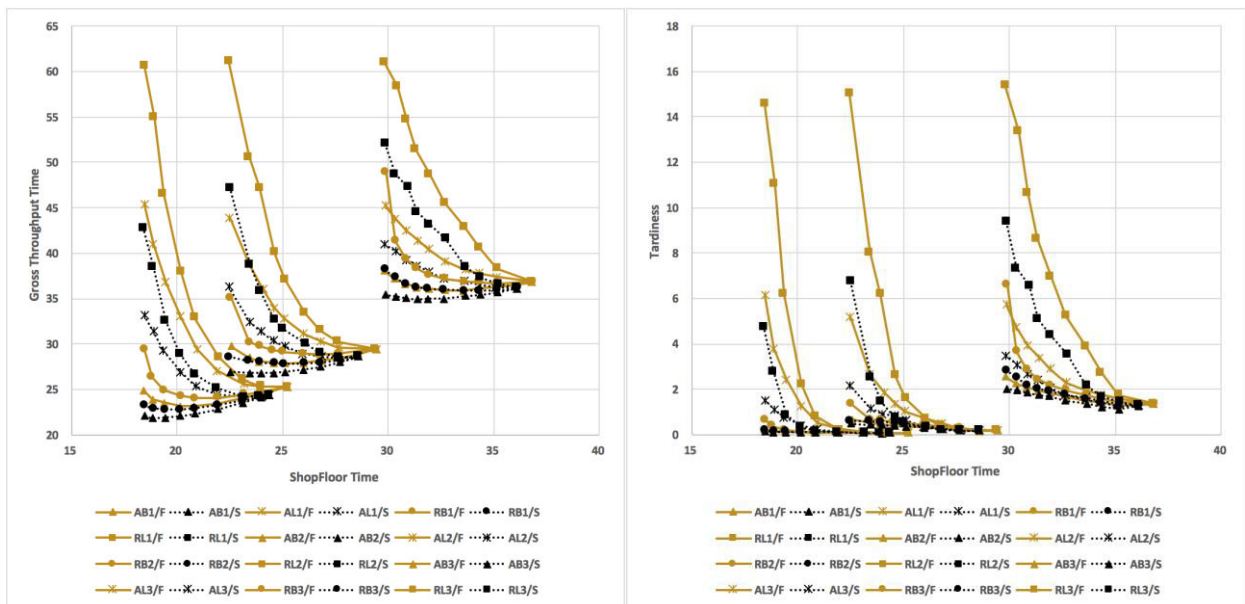 65
60
55
50
45
40
35
30
25
20
Gross Throughput Time
15 20 25 30 35 40
ShopFloor Time
AB1/F AB1/S AL1/F AL1/S RB1/F RB1/S
RL1/F RL1/S AB2/F AB2/S AL2/F AL2/S
RB2/F RB2/S RL2/F RL2/S AB3/F AB3/S
AL3/F AL3/S RB3/F RB3/S RL3/F RL3/S
18
16
14
12
10
8
6
4
2
0
Tardiness
15 20 25 30 35 40
ShopFloor Time
AB1/F AB1/S AL1/F AL1/S RB1/F RB1/S
RL1/F RL1/S AB2/F AB2/S AL2/F AL2/S
RB2/F RB2/S RL2/F RL2/S AB3/F AB3/S
AL3/F AL3/S RB3/F RB3/S RL3/F RL3/S